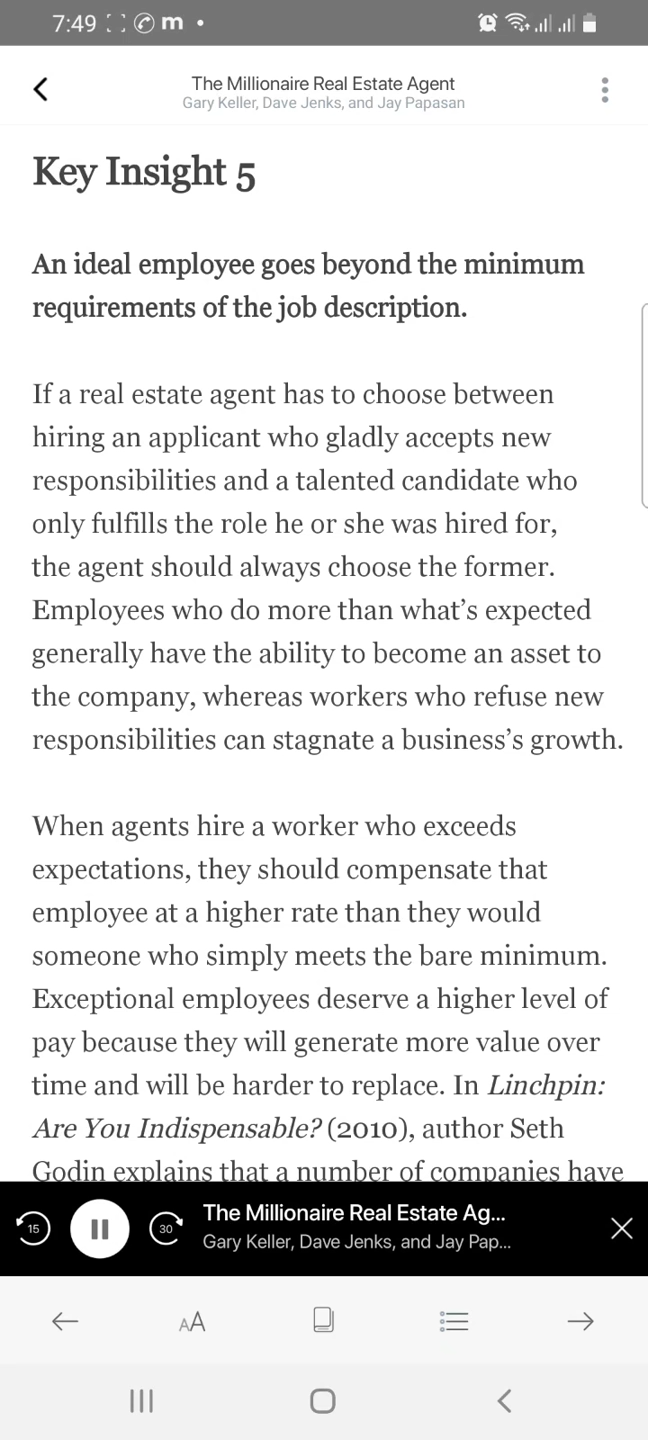 7:49 m
The Millionaire Real Estate Agent
Gary Keller, Dave Jenks, and Jay Papasan
Key Insight 5
An ideal employee goes beyond the minimum
requirements of the job description.
If a real estate agent has to choose between
hiring an applicant who gladly accepts new
responsibilities and a talented candidate who
only fulfills the role he or she was hired for,
the agent should always choose the former.
Employees who do more than what’s expected
generally have the ability to become an asset to
the company, whereas workers who refuse new
responsibilities can stagnate a business’s growth.
When agents hire a worker who exceeds
expectations, they should compensate that
employee at a higher rate than they would
someone who simply meets the bare minimum.
Exceptional employees deserve a higher level of
pay because they will generate more value over
time and will be harder to replace. In Linchpin:
Are You Indispensable? (2010), author Seth
Godin explains that a number of companies have
15
30
The Millionaire Real Estate Ag...
Gary Keller, Dave Jenks, and Jay Pap...
AA